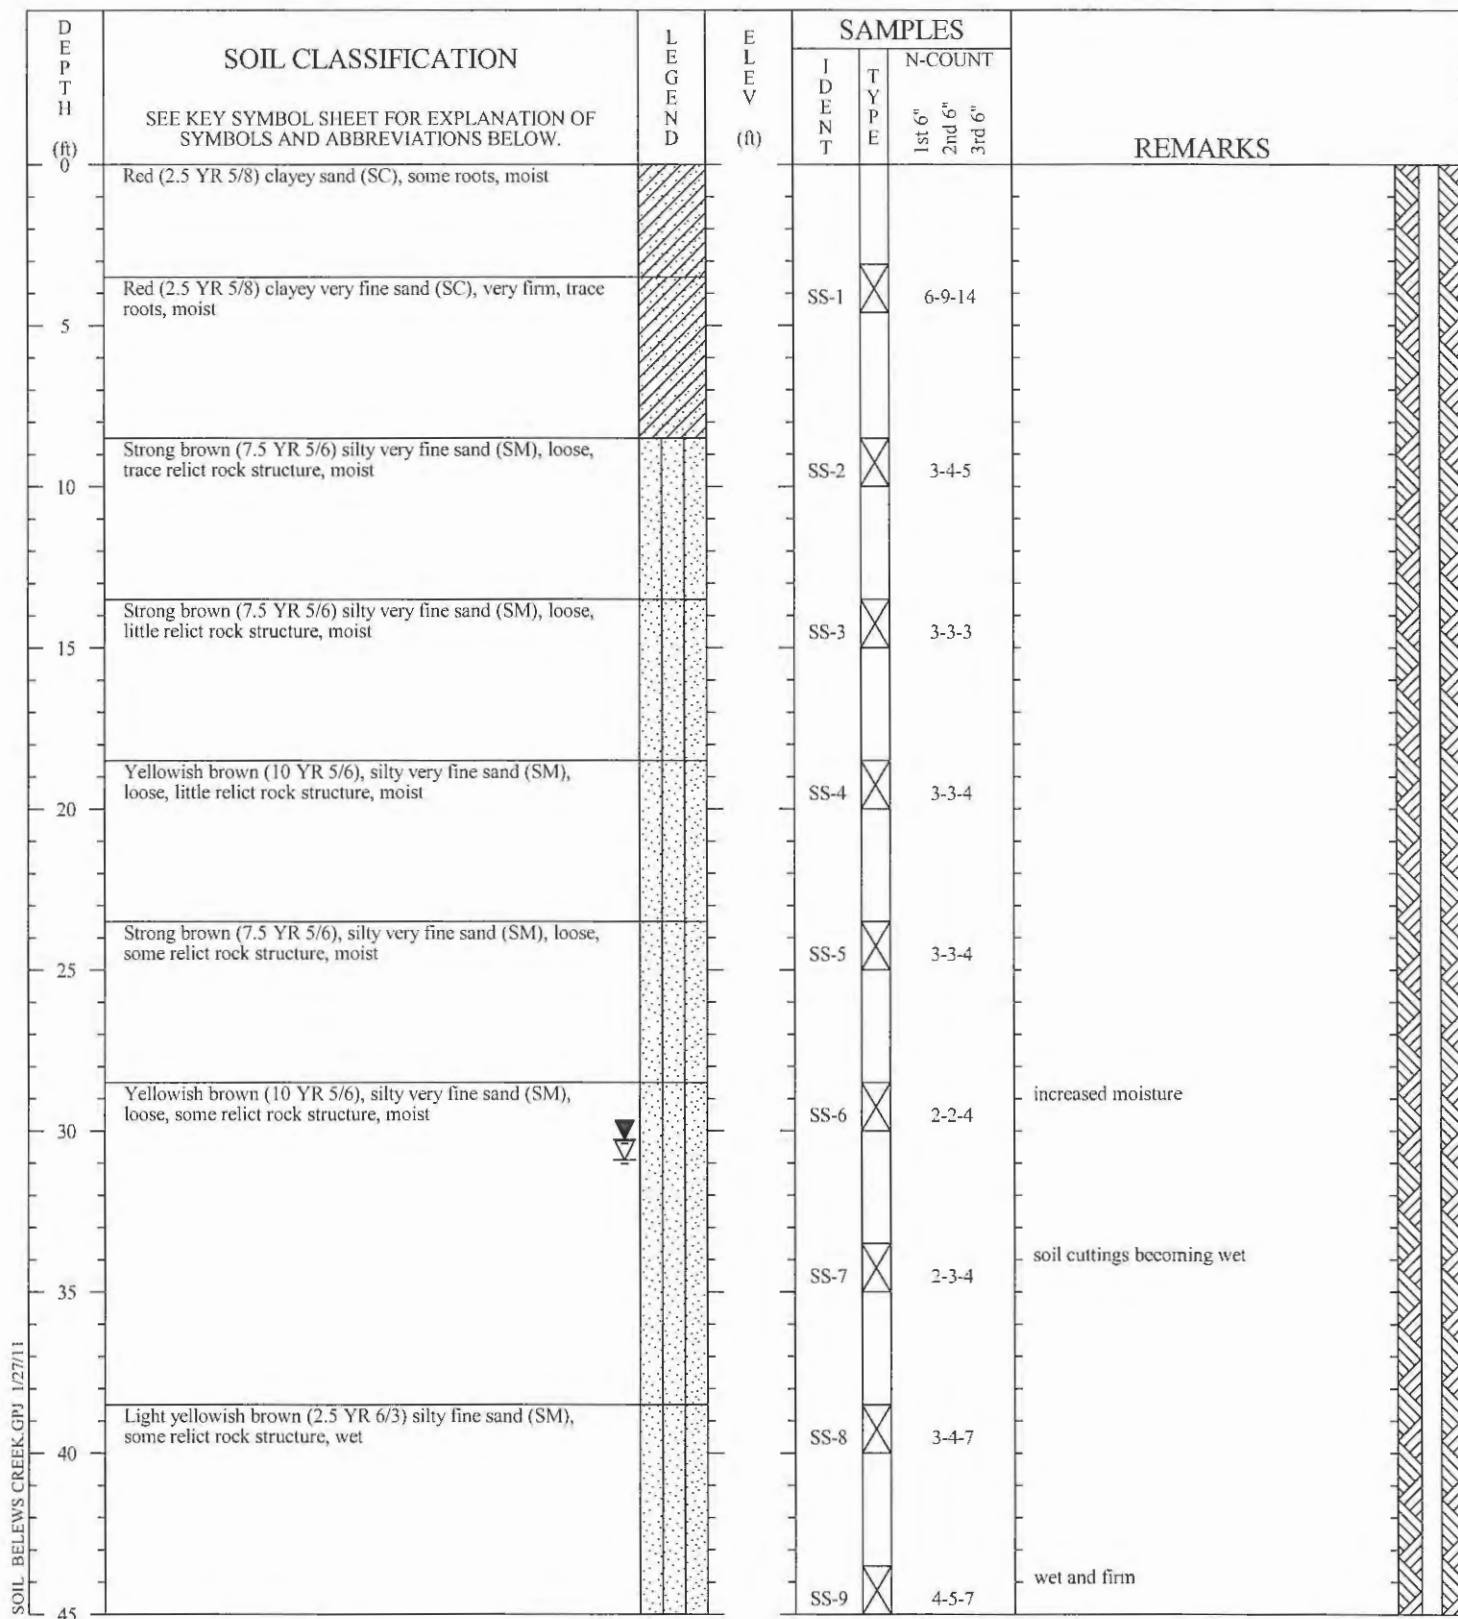 DEPTH
(ft)
SOIL CLASSIFICATION
SEE KEY SYMBOL SHEET FOR EXPLANATION OF
SYMBOLS AND ABBREVIATIONS BELOW.
LEGEND
ELEV
(ft)
SAMPLES
IDENT
TYPE
N-COUNT
1st 6"
2nd 6"
3rd 6"
REMARKS
0
Red (2.5 YR 5/8) clayey sand (SC), some roots, moist
Red (2.5 YR 5/8) clayey very fine sand (SC), very firm, trace
roots, moist
SS-1 6-9-14
5
Strong brown (7.5 YR 5/6) silty very fine sand (SM), loose,
trace relict rock structure, moist
SS-2 3-4-5
10
Strong brown (7.5 YR 5/6) silty very fine sand (SM), loose,
little relict rock structure, moist
SS-3 3-3-3
15
Yellowish brown (10 YR 5/6), silty very fine sand (SM),
loose, little relict rock structure, moist
SS-4 3-3-4
20
Strong brown (7.5 YR 5/6), silty very fine sand (SM), loose,
some relict rock structure, moist
SS-5 3-3-4
25
Yellowish brown (10 YR 5/6), silty very fine sand (SM),
loose, some relict rock structure, moist
increased moisture
SS-6 2-2-4
30
soil cuttings becoming wet
SS-7 2-3-4
35
Light yellowish brown (2.5 YR 6/3) silty fine sand (SM),
some relict rock structure, wet
SS-8 3-4-7
40
wet and firm
SS-9 4-5-7
45
SOIL BELEWS CREEK.GPJ 1/27/11